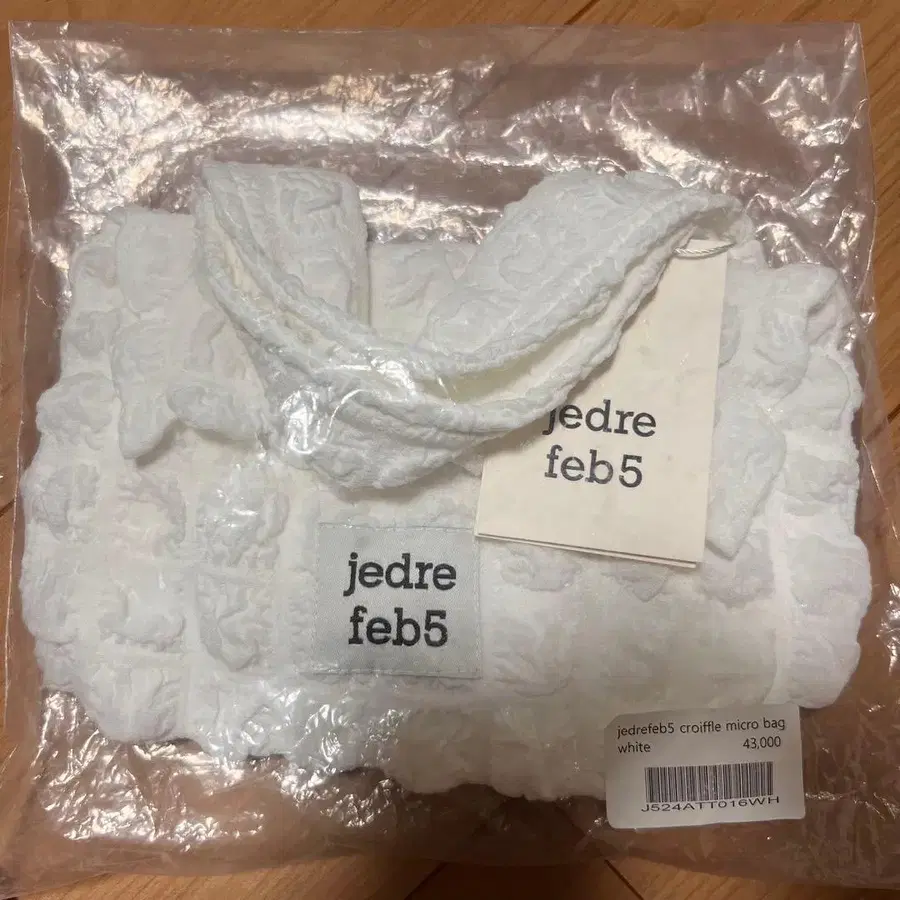 jedre
feb5
jedre
feb5
jedrefeb5 croiffle micro bag
white 43,000
J524ATT016WH